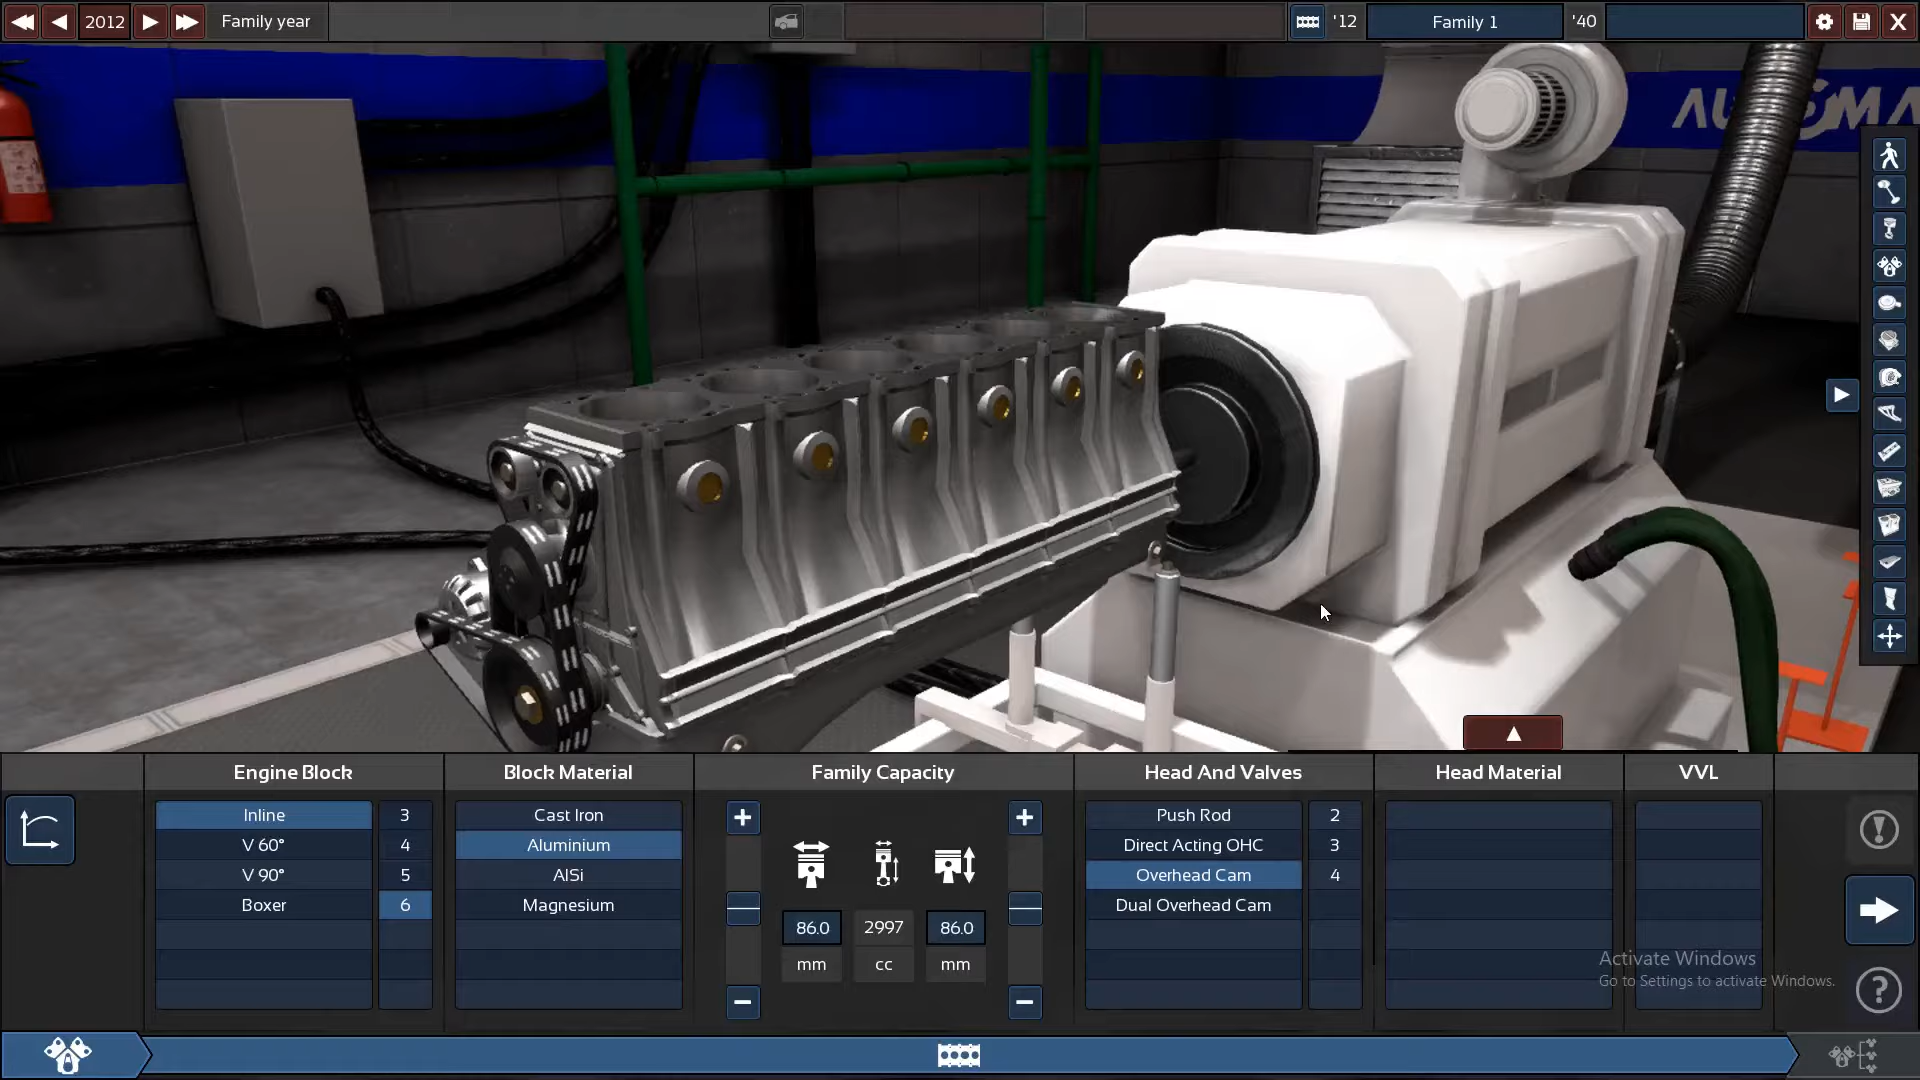 2012
Family year
'12
Family 1
'40
X
Engine Block
Inline
V 60°
V 90°
Boxer
3
4
5
6
Block Material
Cast Iron
Aluminium
AlSi
Magnesium
Family Capacity
86.0
2997
86.0
mm
cc
mm
Head And Valves
Push Rod
Direct Acting OHC
Overhead Cam
Dual Overhead Cam
2
3
4
Head Material
VVL
Activate Windows
Go to Settings to activate Windows.